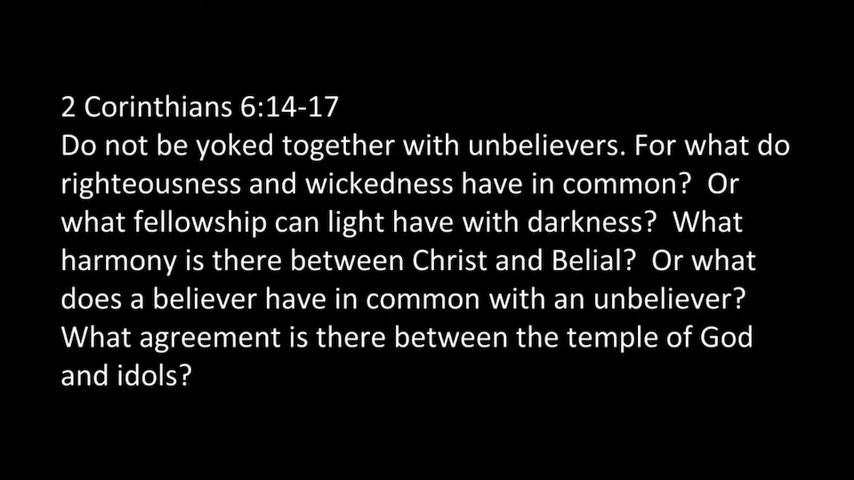 2 Corinthians 6:14-17
Do not be yoked together with unbelievers. For what do
righteousness and wickedness have in common?  Or
what fellowship can light have with darkness?  What
harmony is there between Christ and Belial?  Or what
does a believer have in common with an unbeliever?
What agreement is there between the temple of God
and idols?